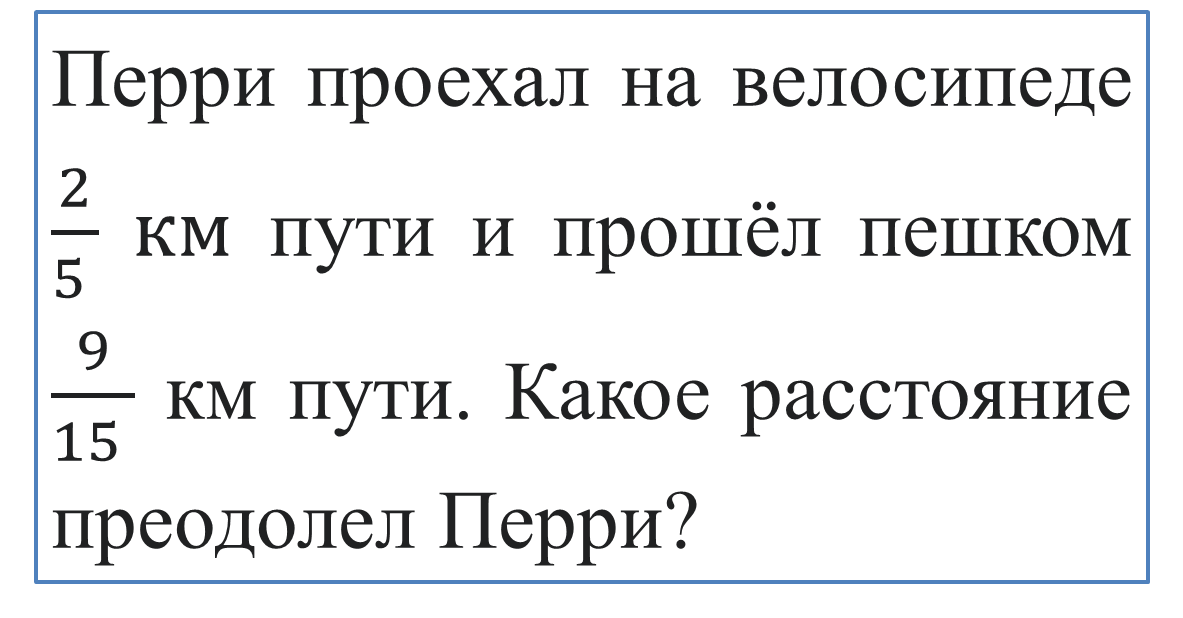 Перри проехал на велосипеде
2/5 км пути и прошёл пешком
9/15 км пути. Какое расстояние
преодолел Перри?